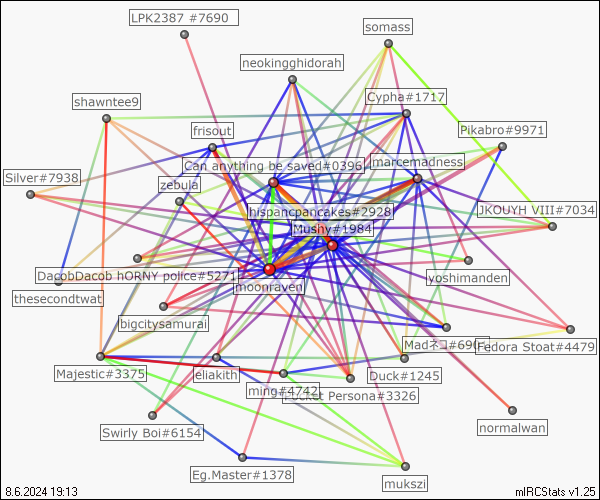 LPK2387 #7690
somass
neokingghidorah
Cypha#1717
shawntee9
frisout
Pikabro#9971
Can anything be saved#0396
marcemadness
Silver#7938
zebula
hispancpancakes#2928
JKOUYH VIII#7034
Mushy#1984
DacobDacob hORNY police#5271
yoshimanden
moonraven
thesecondtwat
bigcitysamurai
Madネコ#69
Fedora Stoat#4479
Majestic#3375
eliakith
Duck#1245
ming#4742
Persona#3326
normalwan
Swirly Boi#6154
Eg.Master#1378
mukszi
8.6.2024 19:13
mIRCStats v1.25